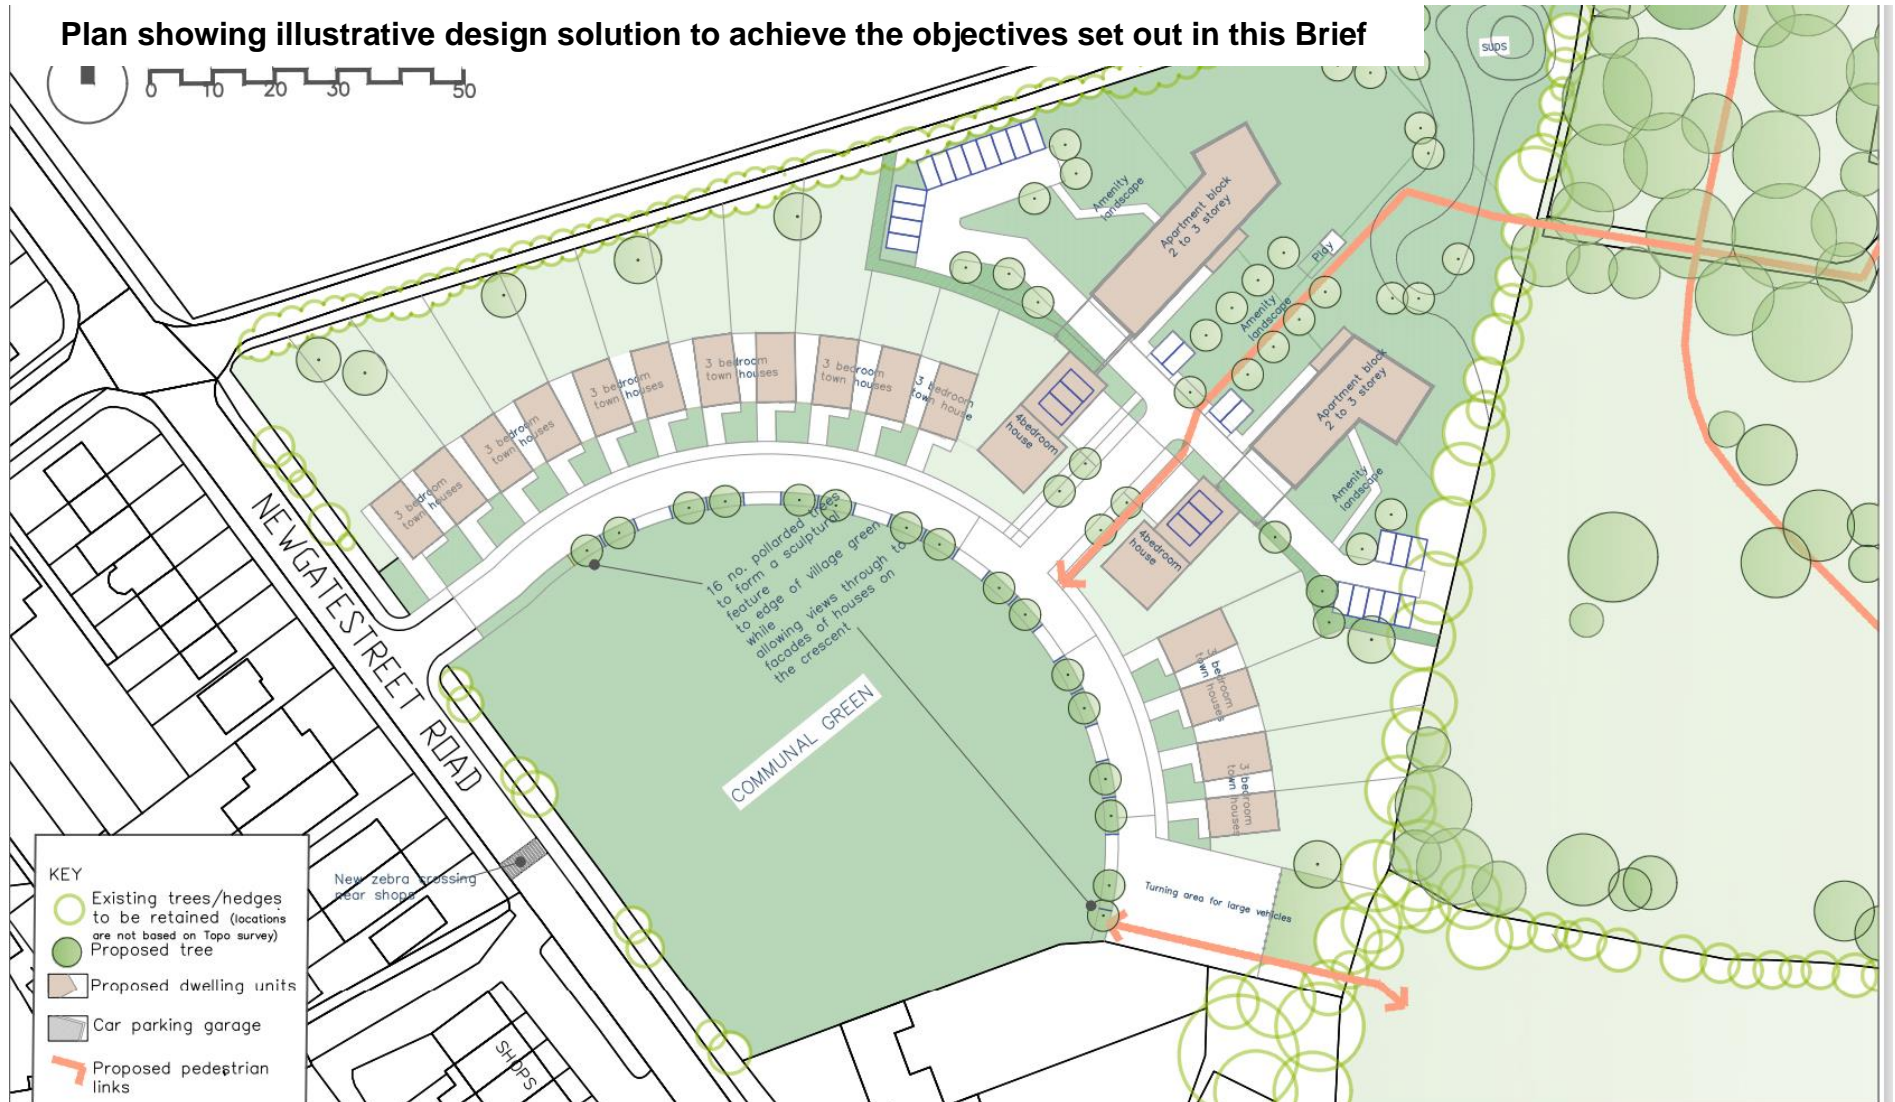 Plan showing illustrative design solution to achieve the objectives set out in this Brief
0 10 20 30 50
SUDS
Amenity
landscape
Apartment block
2 to 3 storey
Play
Amenity
landscape
Apartment block
2 to 3 storey
Amenity
landscape
3 bedroom
town houses
3 bedroom
town houses
3 bedroom
town houses
3 bedroom
town houses
3 bedroom
town houses
3 bedroom
town house
4bedroom
house
4bedroom
house
3 bedroom
town houses
3 bedroom
town houses
16 no. pollarded trees
to form a sculptural
feature
to edge of village green
while
allowing views through to
facades of houses on
the crescent
COMMUNAL GREEN
NEWGATESTREET ROAD
Turning area for large vehicles
New zebra crossing
near shops
SHOPS
KEY
Existing trees/hedges
to be retained (locations
are not based on Topo survey)
Proposed tree
Proposed dwelling units
Car parking garage
Proposed pedestrian
links